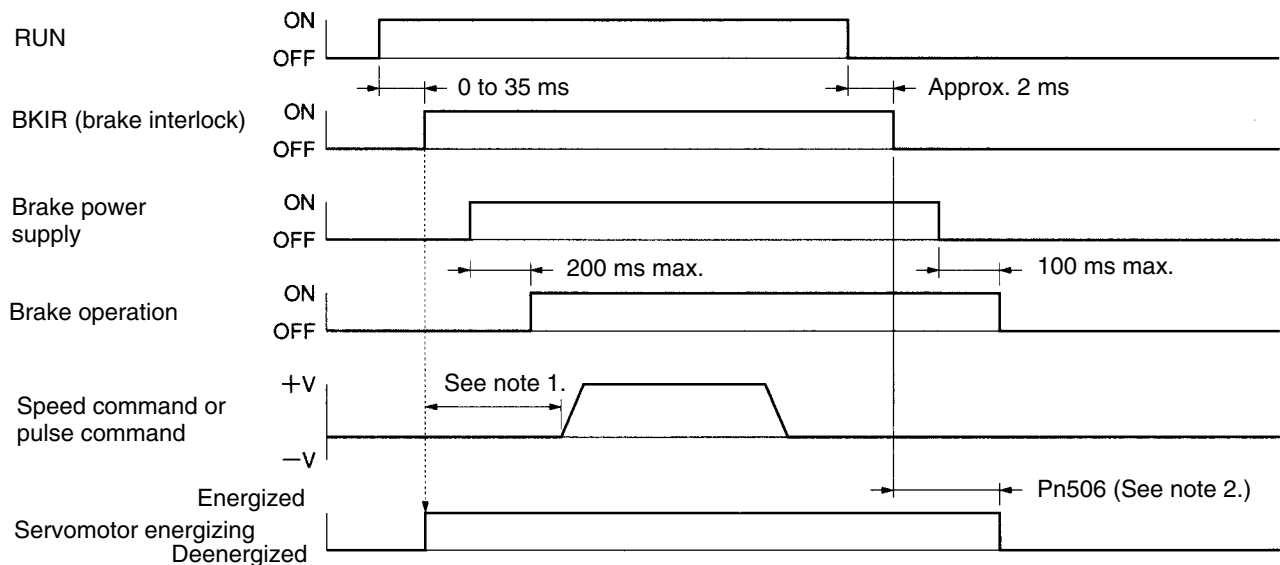 RUN
ON
OFF
0 to 35 ms
Approx. 2 ms
BKIR (brake interlock)
ON
OFF
Brake power
supply
ON
OFF
200 ms max.
100 ms max.
Brake operation
ON
OFF
Speed command or
pulse command
+V
−V
See note 1.
Pn506 (See note 2.)
Servomotor energizing
Energized
Deenergized